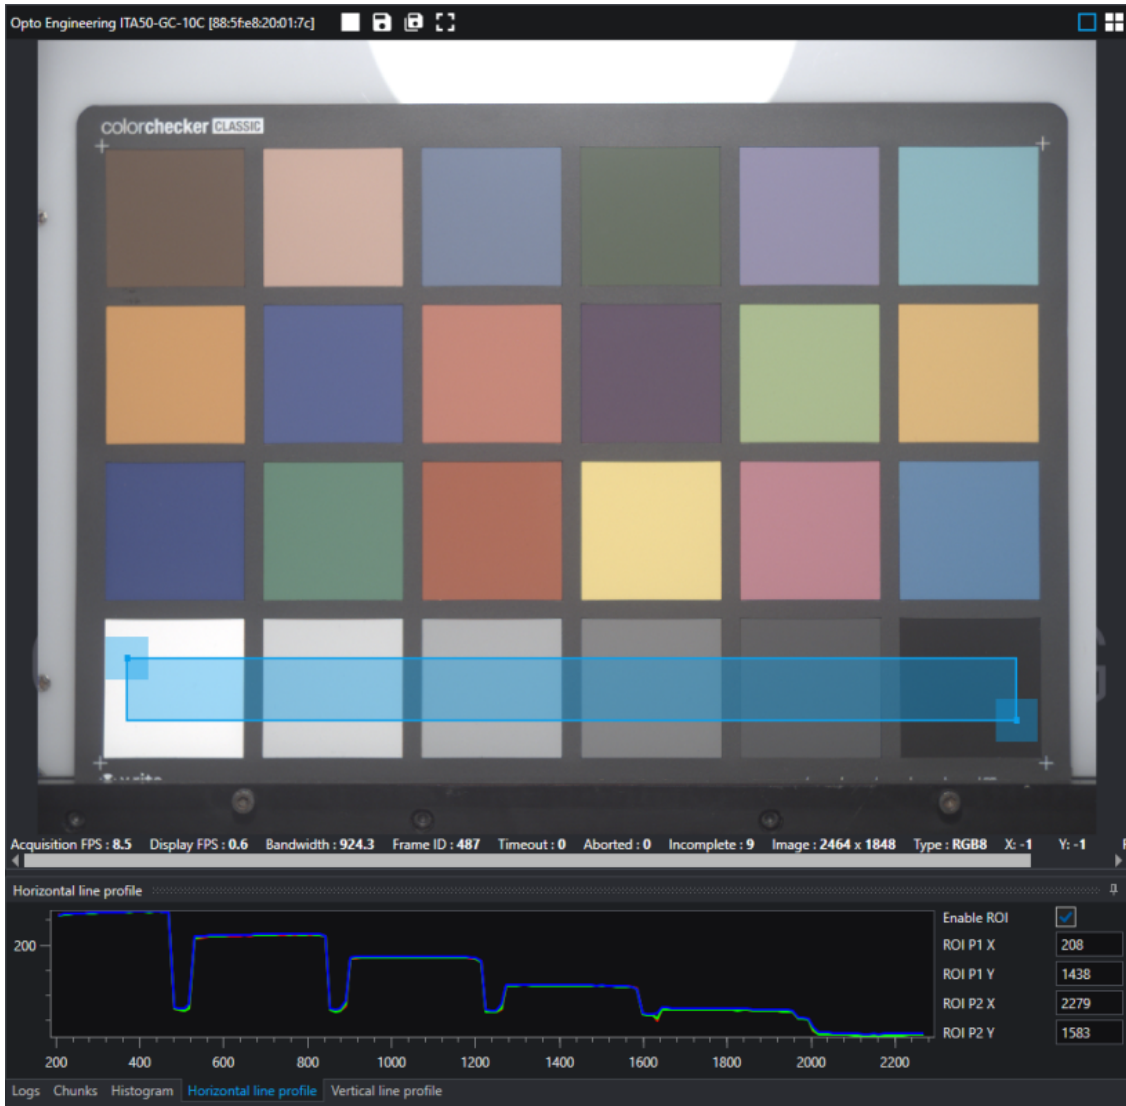 Opto Engineering ITA50-GC-10C [88:5f:e8:20:01:7c]
colorchecker CLASSIC
Acquisition FPS : 8.5 Display FPS : 0.6 Bandwidth : 924.3 Frame ID : 487 Timeout : 0 Aborted : 0 Incomplete : 9 Image : 2464 x 1848 Type : RGB8 X: -1 Y: -1
Horizontal line profile
Enable ROI
200
ROI P1 X 208
ROI P1 Y 1438
ROI P2 X 2279
ROI P2 Y 1583
200 400 600 800 1000 1200 1400 1600 1800 2000 2200
Logs Chunks Histogram Horizontal line profile Vertical line profile